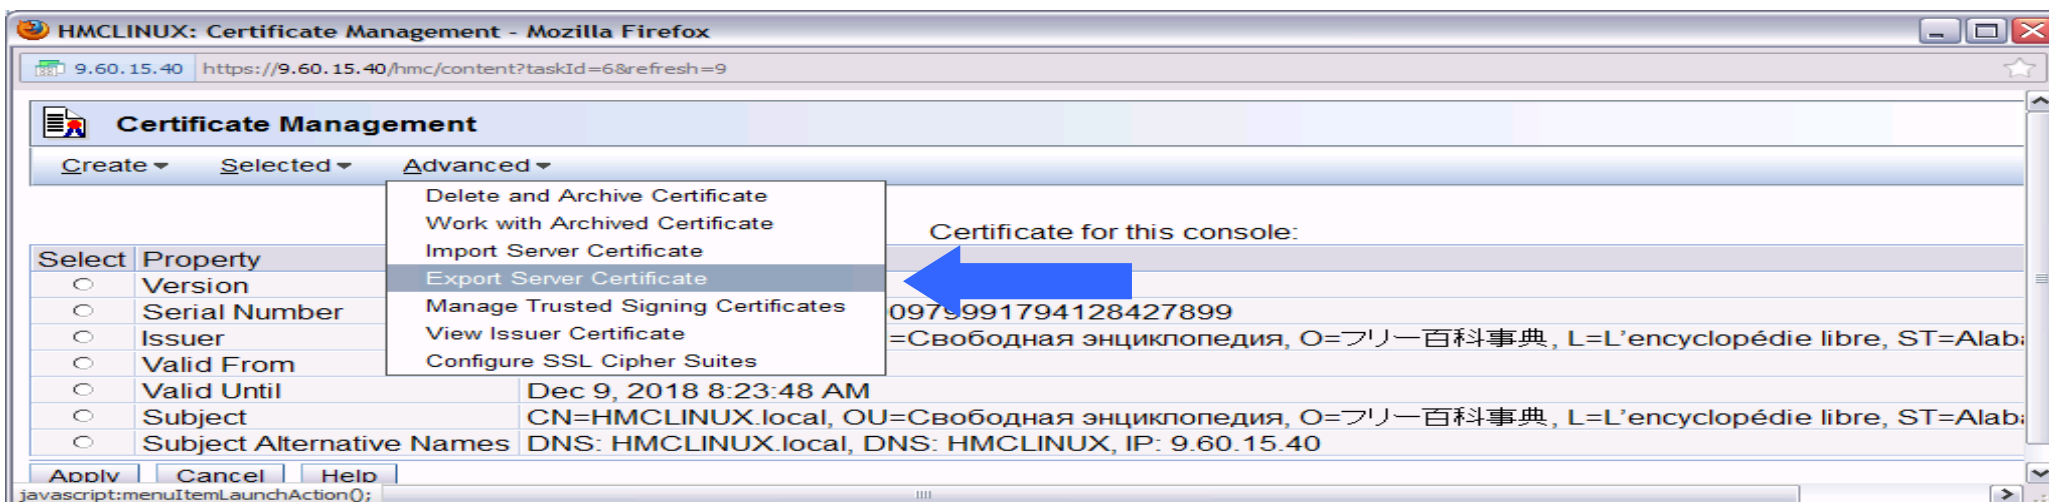 HMCLINUX: Certificate Management - Mozilla Firefox
9.60.15.40 https://9.60.15.40/hmc/content?taskId=6&refresh=9
Certificate Management
Create Selected Advanced
Delete and Archive Certificate
Work with Archived Certificate
Import Server Certificate
Export Server Certificate
Manage Trusted Signing Certificates
View Issuer Certificate
Configure SSL Cipher Suites
Certificate for this console:
Select Property
Version
Serial Number 0979991794128427899
Issuer =Свободная энциклопедия, O=フリー百科事典, L=L'encyclopédie libre, ST=Alab
Valid From
Valid Until Dec 9, 2018 8:23:48 AM
Subject CN=HMCLINUX.local, OU=Свободная энциклопедия, O=フリー百科事典, L=L'encyclopédie libre, ST=Alab
Subject Alternative Names DNS: HMCLINUX.local, DNS: HMCLINUX, IP: 9.60.15.40
Apply Cancel Help
javascript:menuItemLaunchAction();